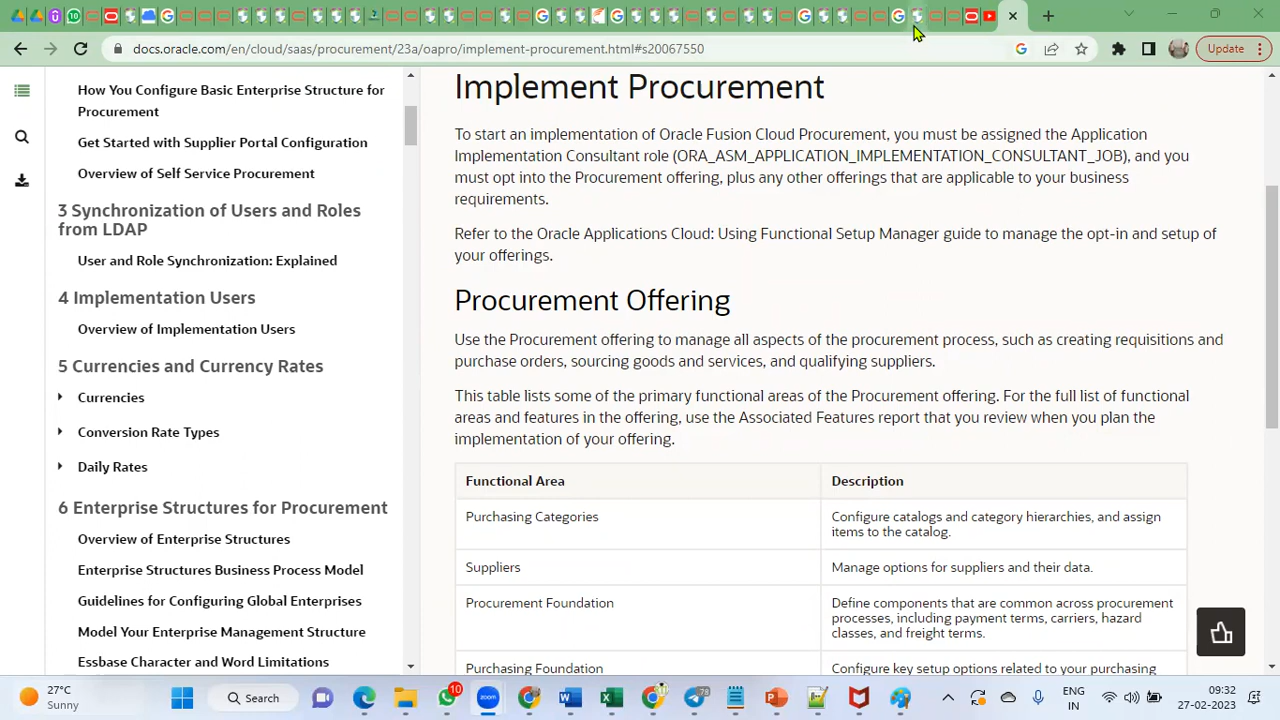 docs.oracle.com/en/cloud/saas/procurement/23a/oapro/implement-procurement.html#s20067550
Update
How You Configure Basic Enterprise Structure for
Procurement
Get Started with Supplier Portal Configuration
Overview of Self Service Procurement
3 Synchronization of Users and Roles
from LDAP
User and Role Synchronization: Explained
4 Implementation Users
Overview of Implementation Users
5 Currencies and Currency Rates
Currencies
Conversion Rate Types
Daily Rates
6 Enterprise Structures for Procurement
Overview of Enterprise Structures
Enterprise Structures Business Process Model
Guidelines for Configuring Global Enterprises
Model Your Enterprise Management Structure
Essbase Character and Word Limitations
Implement Procurement
To start an implementation of Oracle Fusion Cloud Procurement, you must be assigned the Application
Implementation Consultant role (ORA_ASM_APPLICATION_IMPLEMENTATION_CONSULTANT_JOB), and you
must opt into the Procurement offering, plus any other offerings that are applicable to your business
requirements.
Refer to the Oracle Applications Cloud: Using Functional Setup Manager guide to manage the opt-in and setup of
your offerings.
Procurement Offering
Use the Procurement offering to manage all aspects of the procurement process, such as creating requisitions and
purchase orders, sourcing goods and services, and qualifying suppliers.
This table lists some of the primary functional areas of the Procurement offering. For the full list of functional
areas and features in the offering, use the Associated Features report that you review when you plan the
implementation of your offering.
Functional Area
Description
Purchasing Categories
Configure catalogs and category hierarchies, and assign
items to the catalog.
Suppliers
Manage options for suppliers and their data.
Procurement Foundation
Define components that are common across procurement
processes, including payment terms, carriers, hazard
classes, and freight terms.
Purchasing Foundation
Configure key setup options related to your purchasing
27°C
Sunny
Search
10
zoom
78
ENG
IN
09:32
27-02-2023